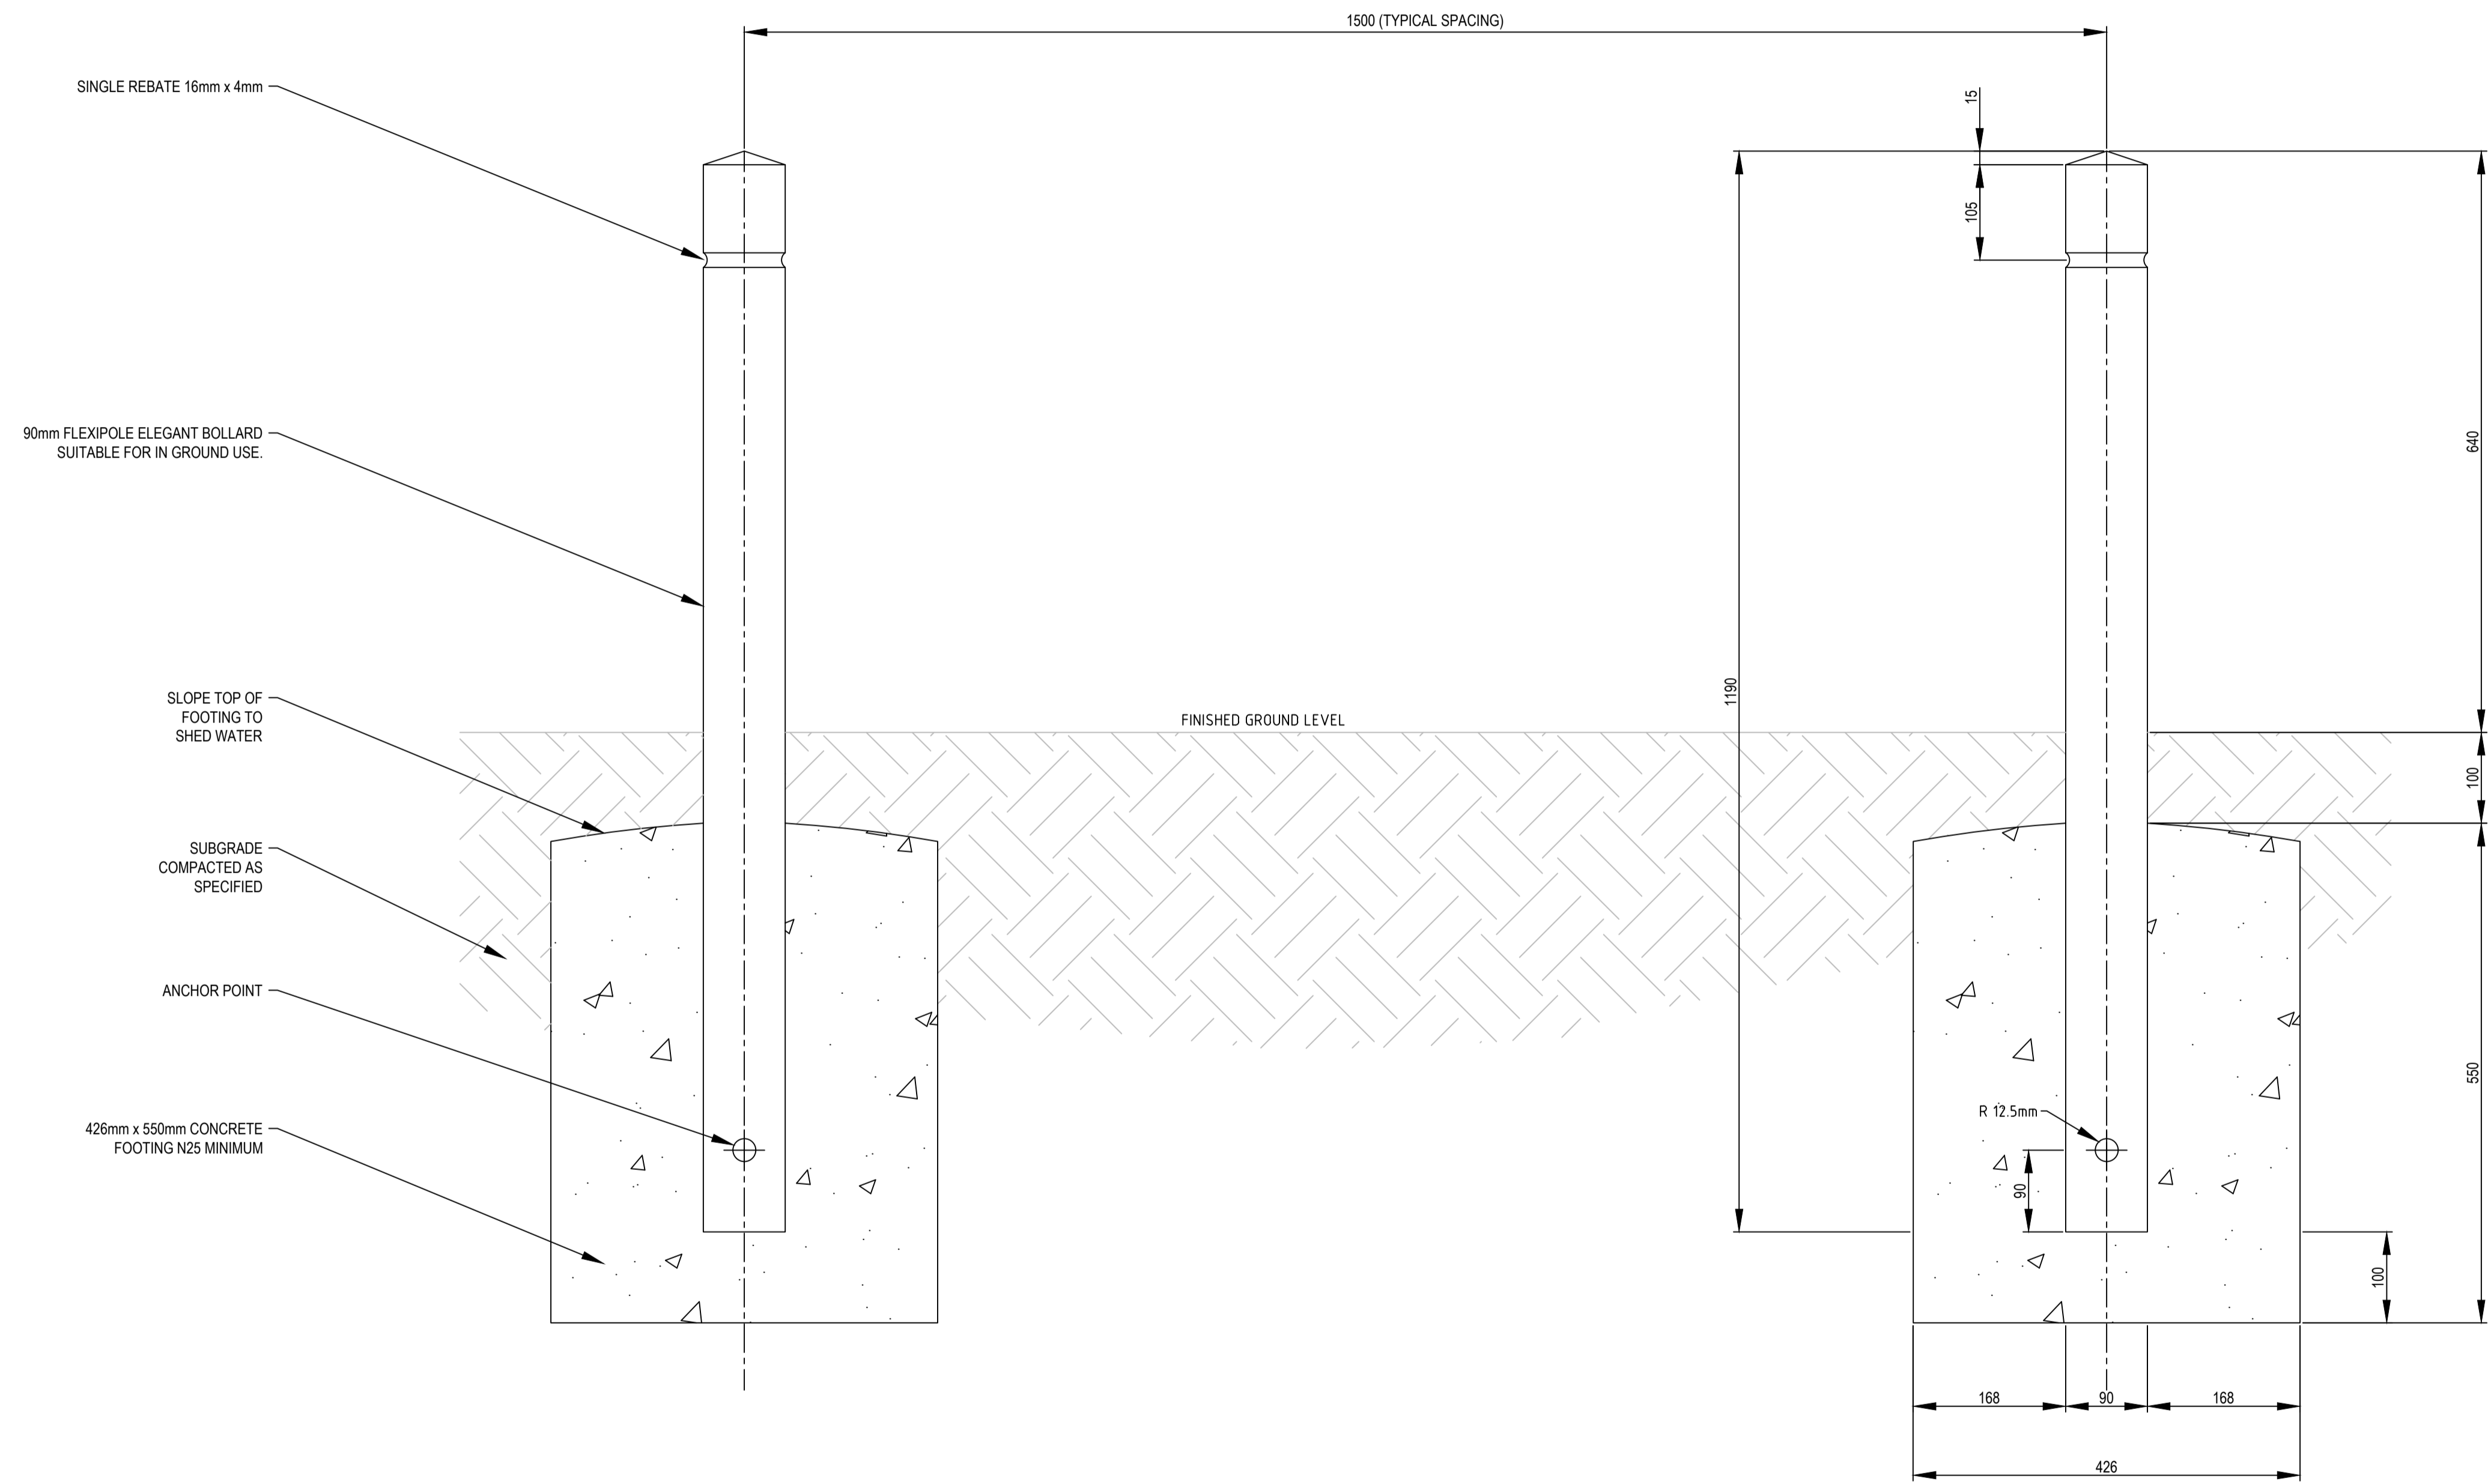 1500 (TYPICAL SPACING)
SINGLE REBATE 16mm x 4mm
15
105
90mm FLEXIPOLE ELEGANT BOLLARD
SUITABLE FOR IN GROUND USE.
640
1190
SLOPE TOP OF
FOOTING TO
SHED WATER
FINISHED GROUND LEVEL
100
SUBGRADE
COMPACTED AS
SPECIFIED
ANCHOR POINT
550
R 12.5mm
426mm x 550mm CONCRETE
FOOTING N25 MINIMUM
90
100
168
90
168
426